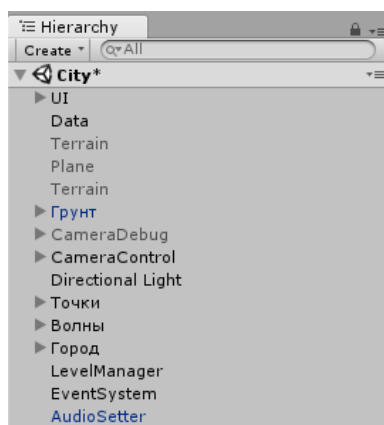 Hierarchy
Create All
City*
UI
Data
Terrain
Plane
Terrain
Грунт
CameraDebug
CameraControl
Directional Light
Точки
Волны
Город
LevelManager
EventSystem
AudioSetter